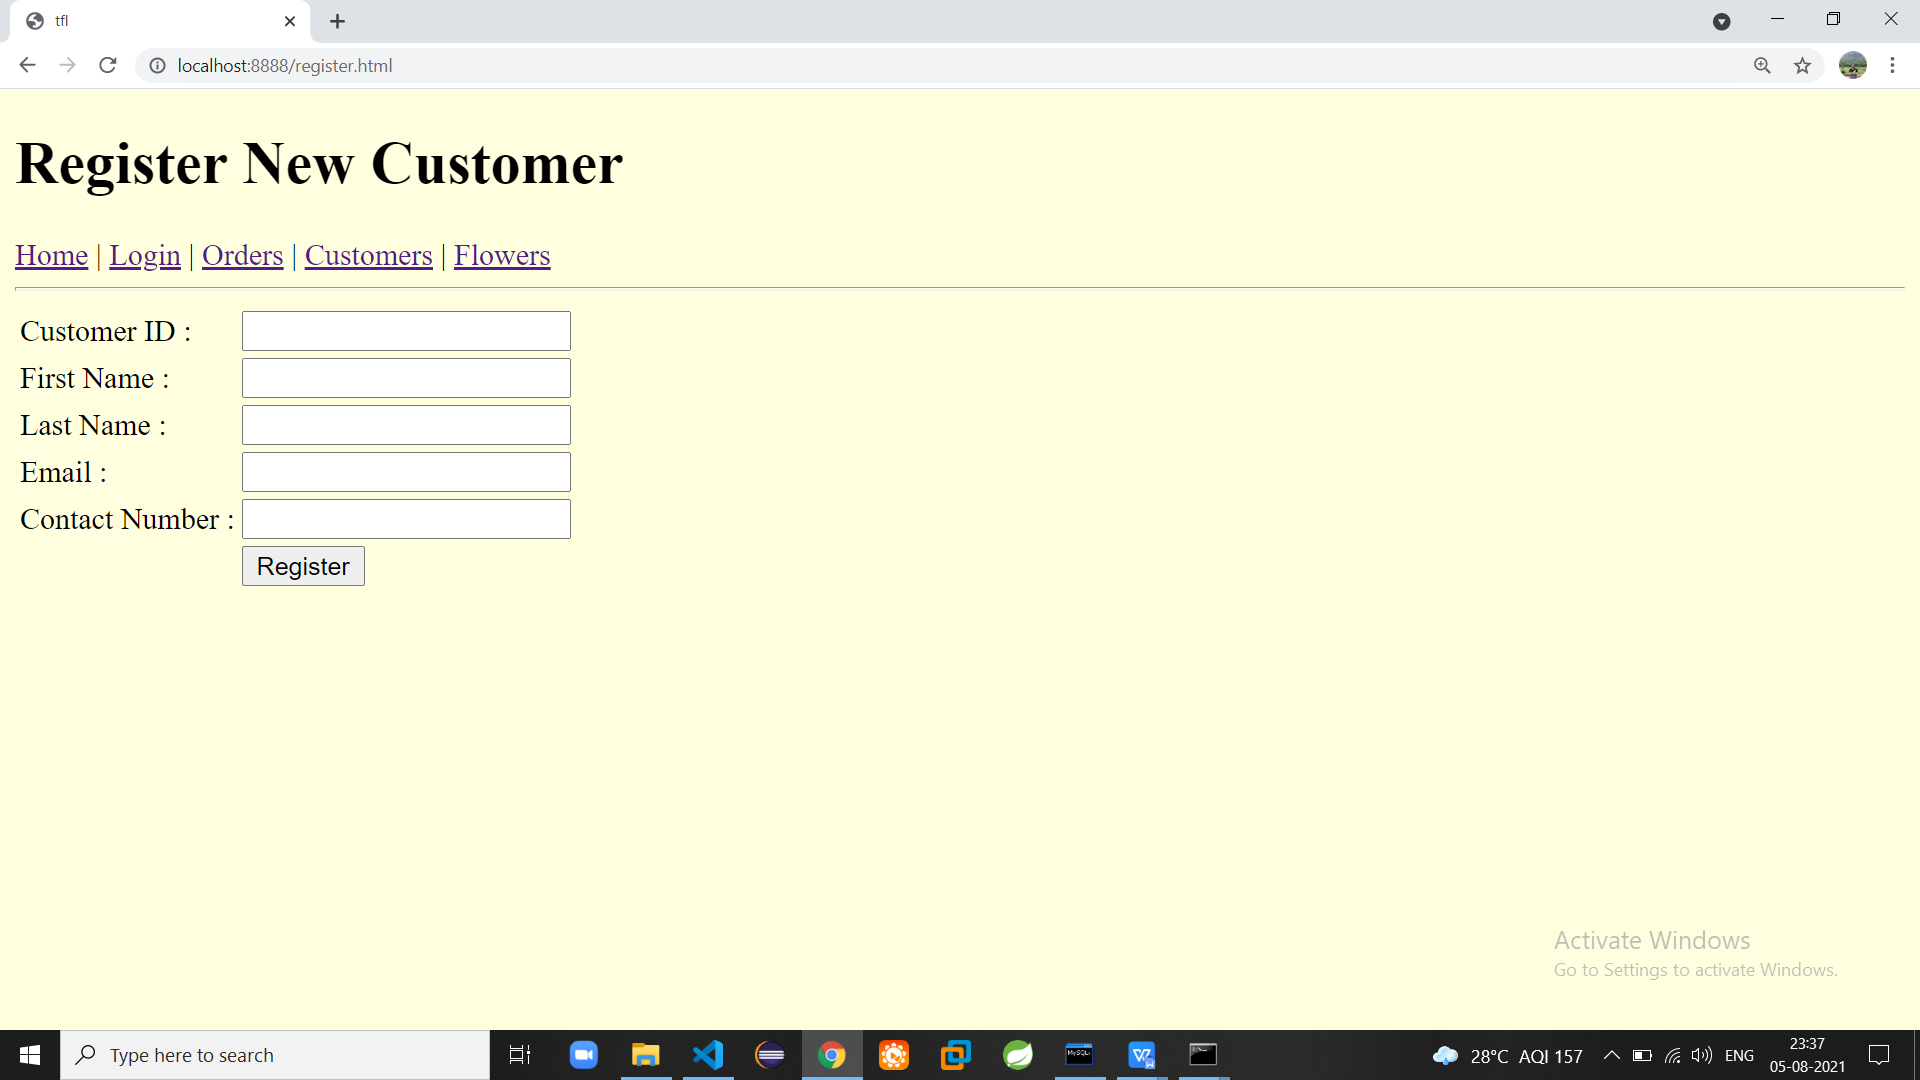 tfl
localhost:8888/register.html
Register New Customer
Home | Login | Orders | Customers | Flowers
Customer ID :
First Name :
Last Name :
Email :
Contact Number :
Register
Activate Windows
Go to Settings to activate Windows.
Type here to search
MySQL
28°C AQI 157
ENG
23:37
05-08-2021